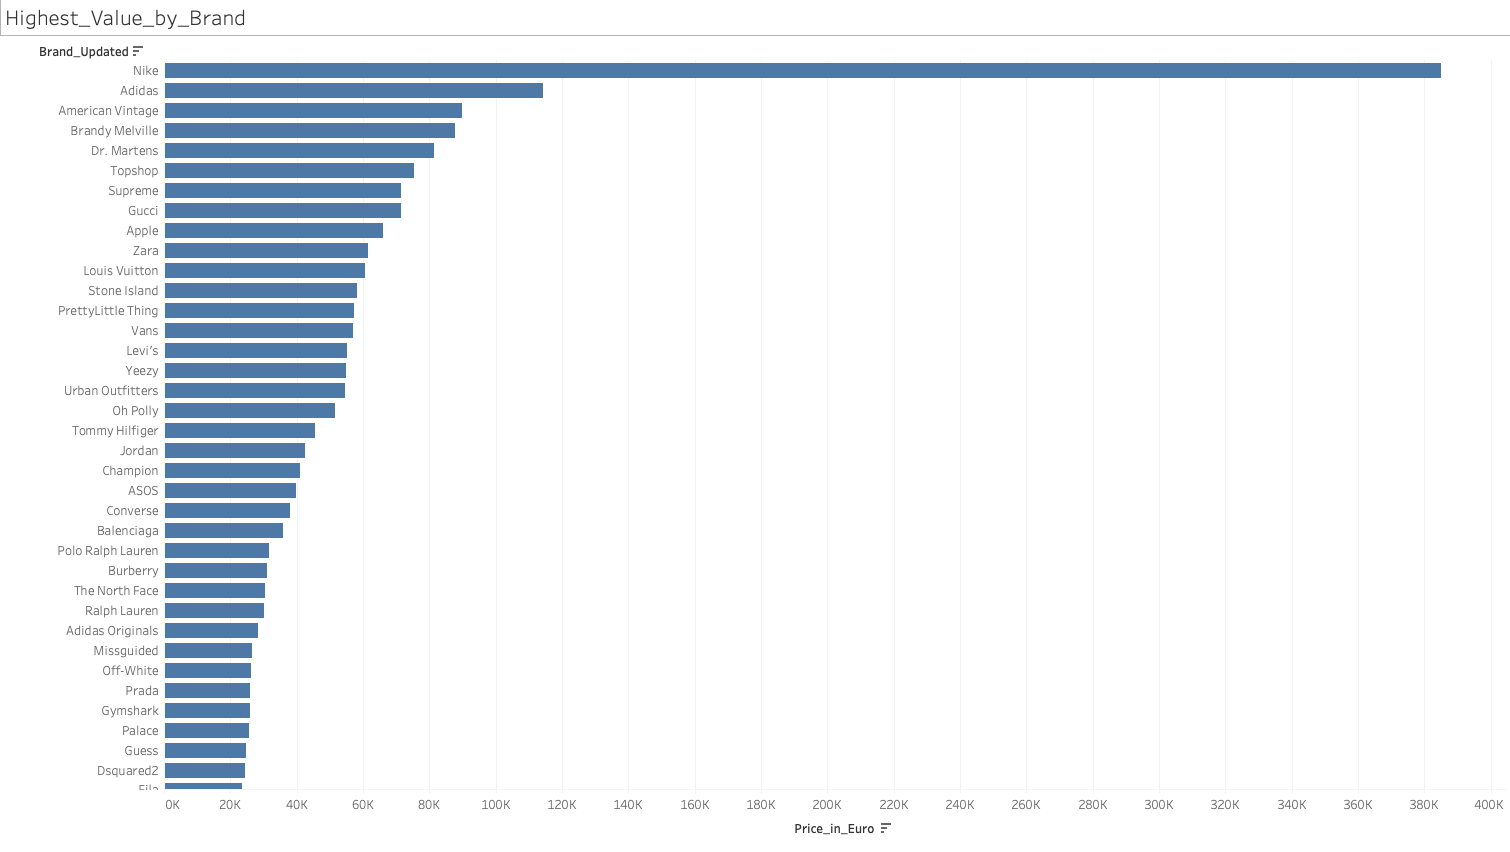 Highest_Value_by_Brand
Brand_Updated
Nike
Adidas
American Vintage
Brandy Melville
Dr. Martens
Topshop
Supreme
Gucci
Apple
Zara
Louis Vuitton
Stone Island
PrettyLittle Thing
Vans
Levi's
Yeezy
Urban Outfitters
Oh Polly
Tommy Hilfiger
Jordan
Champion
ASOS
Converse
Balenciaga
Polo Ralph Lauren
Burberry
The North Face
Ralph Lauren
Adidas Originals
Missguided
Off-White
Prada
Gymshark
Palace
Guess
Dsquared2
Fila
0K 20K 40K 60K 80K 100K 120K 140K 160K 180K 200K 220K 240K 260K 280K 300K 320K 340K 360K 380K 400K
Price_in_Euro